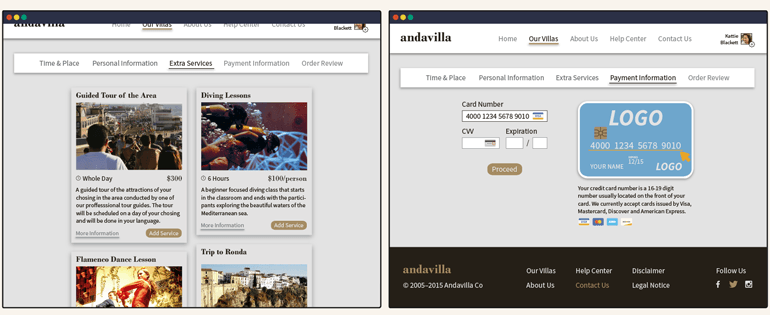 andavilla
Home Our Villas About Us Help Center Contact Us
Blackett
Time & Place Personal Information Extra Services Payment Information Order Review
Guided Tour of the Area
Whole Day $300
A guided tour of the attractions of your
chosing in the area conducted by one of
our proffessional tour guides. The tour
will be scheduled on a day of your chosing
and will be done in your language.
More Information Add Service
Diving Lessons
6 Hours $100/person
A beginner focused diving class that starts
in the classroom and ends with the partici-
pants exploring the beautiful waters of the
Mediterranean sea.
More Information Add Service
Flamenco Dance Lesson
Trip to Ronda
andavilla
Home Our Villas About Us Help Center Contact Us
Kattie
Blackett
Time & Place Personal Information Extra Services Payment Information Order Review
Card Number
4000 1234 5678 9010
CVV Expiration
/
Proceed
LOGO
4000 1234 5678 9010
12/15
YOUR NAME
LOGO
Your credit card number is a 16-19 digit
number usually located on the front of your
card. We currently accept cards issued by Visa,
Mastercard, Discover and American Express.
andavilla
© 2005–2015 Andavilla Co
Our Villas Help Center Disclaimer Follow Us
About Us Contact Us Legal Notice